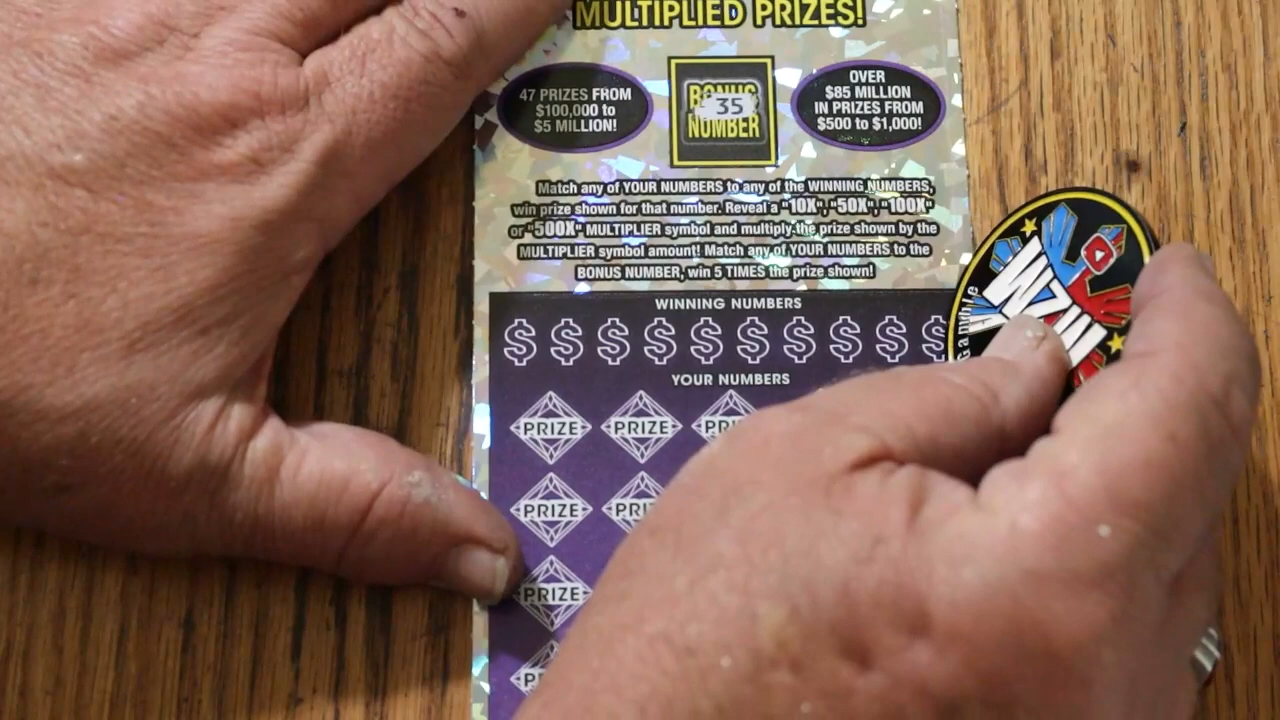 MULTIPLIED PRIZES!
47 PRIZES FROM
$100,000 to
$5 MILLION!
BONUS
35
NUMBER
OVER
$85 MILLION
IN PRIZES FROM
$500 to $1,000!
Match any of YOUR NUMBERS to any of the WINNING NUMBERS,
win prize shown for that number. Reveal a "10X", "50X", "100X"
or "500X" MULTIPLIER symbol and multiply the prize shown by the
MULTIPLIER symbol amount! Match any of YOUR NUMBERS to the
BONUS NUMBER, win 5 TIMES the prize shown!
WINNING NUMBERS
$ $ $ $ $ $ $ $ $ $
YOUR NUMBERS
PRIZE PRIZE PRI
PRIZE PRI
PRIZE
PR